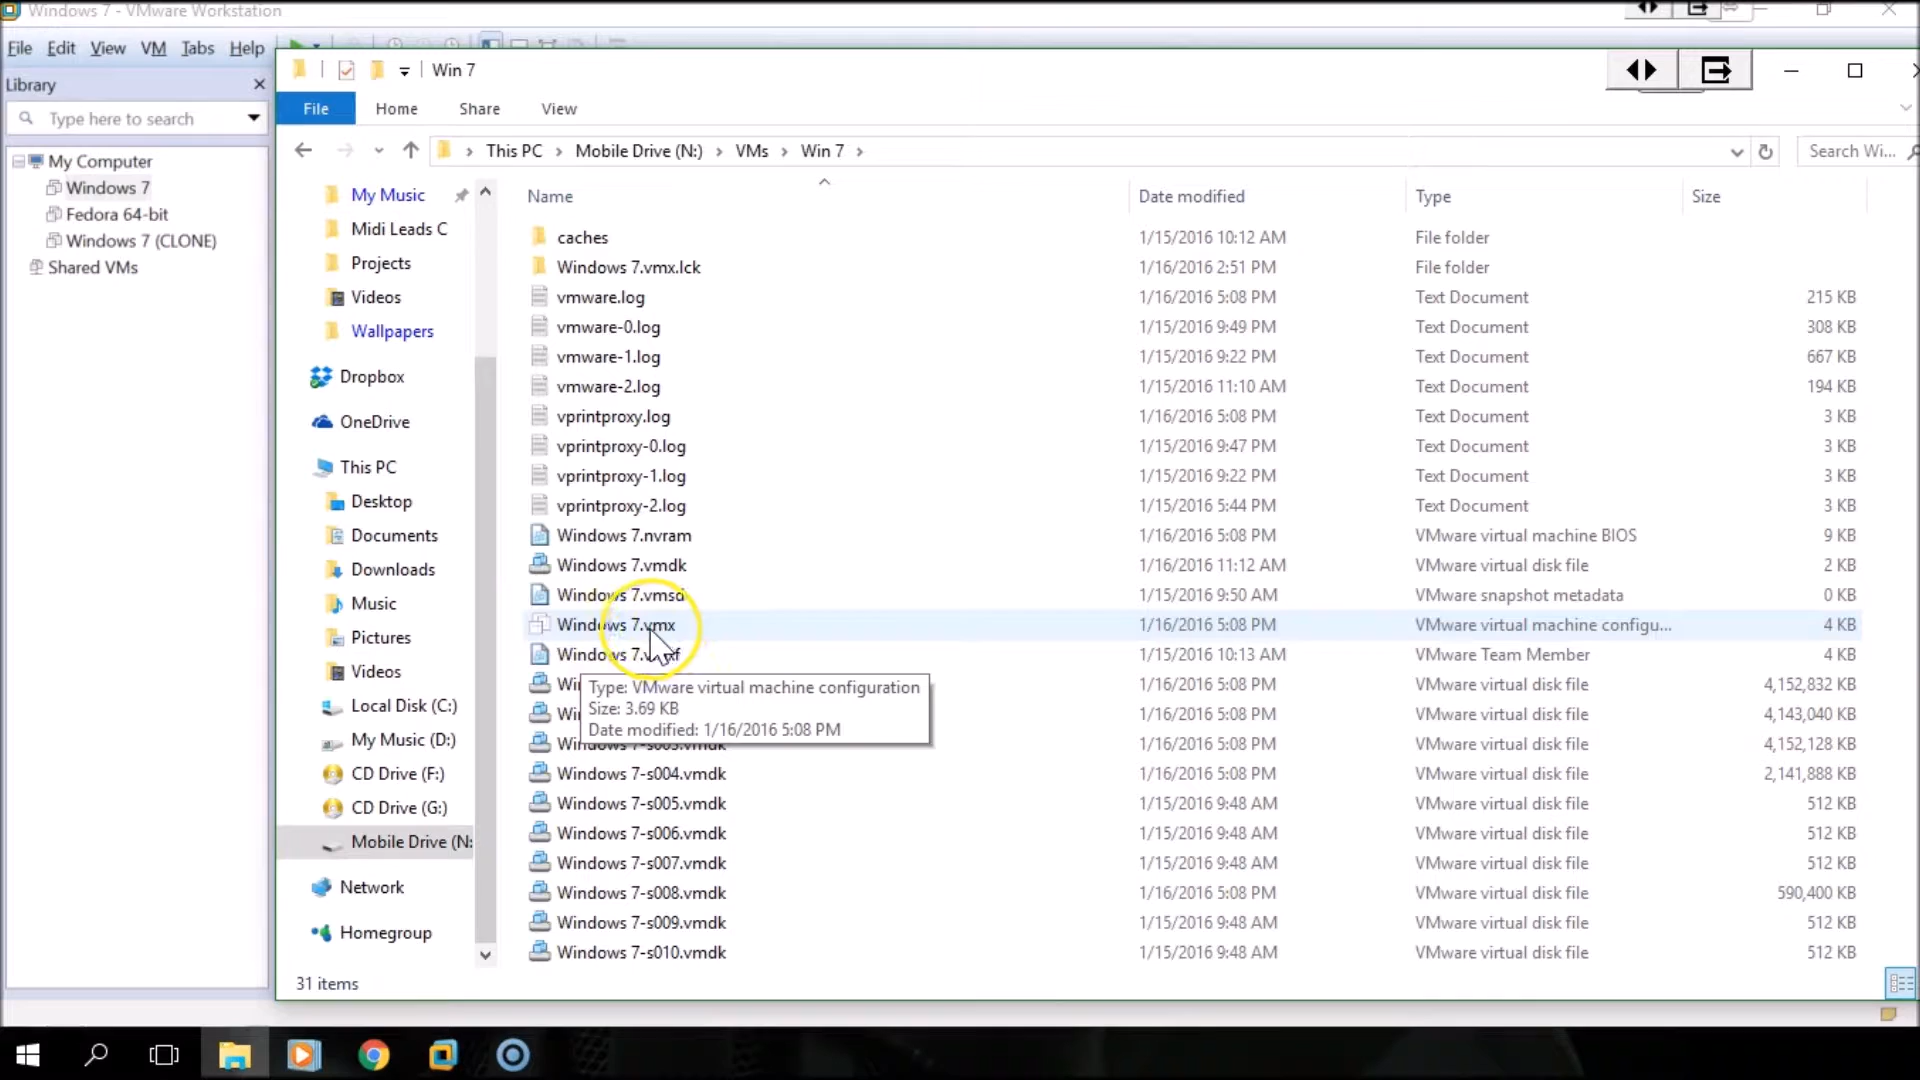 Windows 7 - VMware Workstation
File Edit View VM Tabs Help
Library
Type here to search
My Computer
Windows 7
Fedora 64-bit
Windows 7 (CLONE)
Shared VMs
Win 7
File Home Share View
This PC > Mobile Drive (N:) > VMs > Win 7 >
Search Wi...
My Music
Midi Leads C
Projects
Videos
Wallpapers
Dropbox
OneDrive
This PC
Desktop
Documents
Downloads
Music
Pictures
Videos
Local Disk (C:)
My Music (D:)
CD Drive (F:)
CD Drive (G:)
Mobile Drive (N:
Network
Homegroup
Name Date modified Type Size
caches 1/15/2016 10:12 AM File folder
Windows 7.vmx.lck 1/16/2016 2:51 PM File folder
vmware.log 1/16/2016 5:08 PM Text Document 215 KB
vmware-0.log 1/15/2016 9:49 PM Text Document 308 KB
vmware-1.log 1/15/2016 9:22 PM Text Document 667 KB
vmware-2.log 1/15/2016 11:10 AM Text Document 194 KB
vprintproxy.log 1/16/2016 5:08 PM Text Document 3 KB
vprintproxy-0.log 1/15/2016 9:47 PM Text Document 3 KB
vprintproxy-1.log 1/15/2016 9:22 PM Text Document 3 KB
vprintproxy-2.log 1/15/2016 5:44 PM Text Document 3 KB
Windows 7.nvram 1/16/2016 5:08 PM VMware virtual machine BIOS 9 KB
Windows 7.vmdk 1/16/2016 11:12 AM VMware virtual disk file 2 KB
Windows 7.vmsd 1/15/2016 9:50 AM VMware snapshot metadata 0 KB
Windows 7.vmx 1/16/2016 5:08 PM VMware virtual machine configu... 4 KB
Windows 1/15/2016 10:13 AM VMware Team Member 4 KB
Wi 1/16/2016 5:08 PM VMware virtual disk file 4,152,832 KB
Wi 1/16/2016 5:08 PM VMware virtual disk file 4,143,040 KB
Windows 7-s003.vmdk 1/16/2016 5:08 PM VMware virtual disk file 4,152,128 KB
Windows 7-s004.vmdk 1/16/2016 5:08 PM VMware virtual disk file 2,141,888 KB
Windows 7-s005.vmdk 1/15/2016 9:48 AM VMware virtual disk file 512 KB
Windows 7-s006.vmdk 1/15/2016 9:48 AM VMware virtual disk file 512 KB
Windows 7-s007.vmdk 1/15/2016 9:48 AM VMware virtual disk file 512 KB
Windows 7-s008.vmdk 1/16/2016 5:08 PM VMware virtual disk file 590,400 KB
Windows 7-s009.vmdk 1/15/2016 9:48 AM VMware virtual disk file 512 KB
Windows 7-s010.vmdk 1/15/2016 9:48 AM VMware virtual disk file 512 KB
Type: VMware virtual machine configuration
Size: 3.69 KB
Date modified: 1/16/2016 5:08 PM
31 items